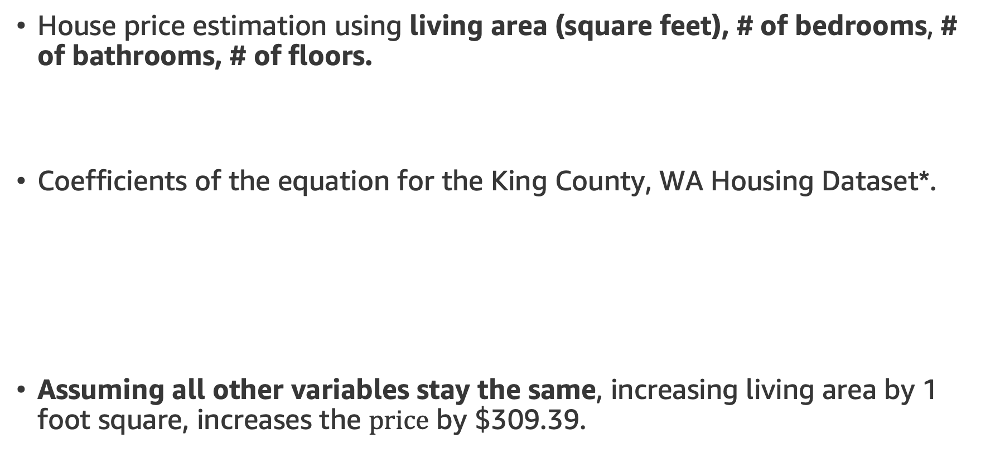 • House price estimation using living area (square feet), # of bedrooms, #
of bathrooms, # of floors.
• Coefficients of the equation for the King County, WA Housing Dataset*.
• Assuming all other variables stay the same, increasing living area by 1
foot square, increases the price by $309.39.